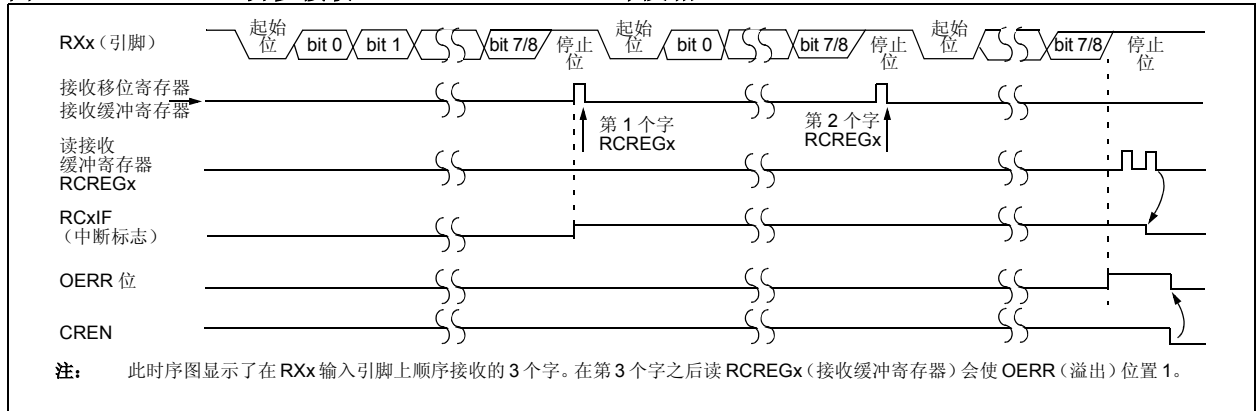 RXx（引脚）
起始位
bit 0
bit 1
bit 7/8
停止位
起始位
bit 0
bit 7/8
停止位
起始位
bit 7/8
停止位
接收移位寄存器
接收缓冲寄存器
第 1 个字
RCREGx
第 2 个字
RCREGx
读接收
缓冲寄存器
RCREGx
RCxIF
（中断标志）
OERR 位
CREN
注： 此时序图显示了在 RXx 输入引脚上顺序接收的 3 个字。在第 3 个字之后读 RCREGx（接收缓冲寄存器）会使 OERR（溢出）位置 1。